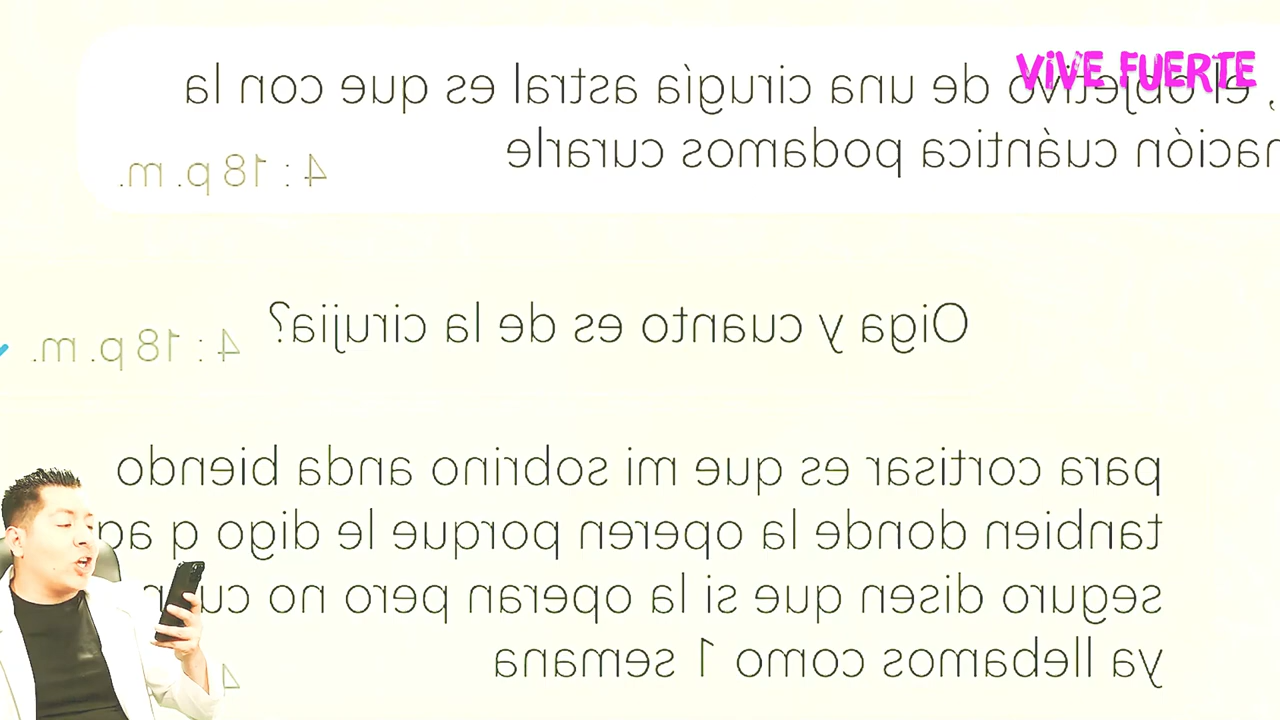 ViVE FUERTE
, el objetivo de una cirugía astral es que con la
nación cuántica podamos curarle
4:18 p. m.
Oiga y cuanto es de la cirujia?
4:18 p. m.
para cortisar es que mi sobrino anda biendo
tanbien donde la operen porque le digo q
seguro disen que si la operan pero no
ya llebamos como 1 semana